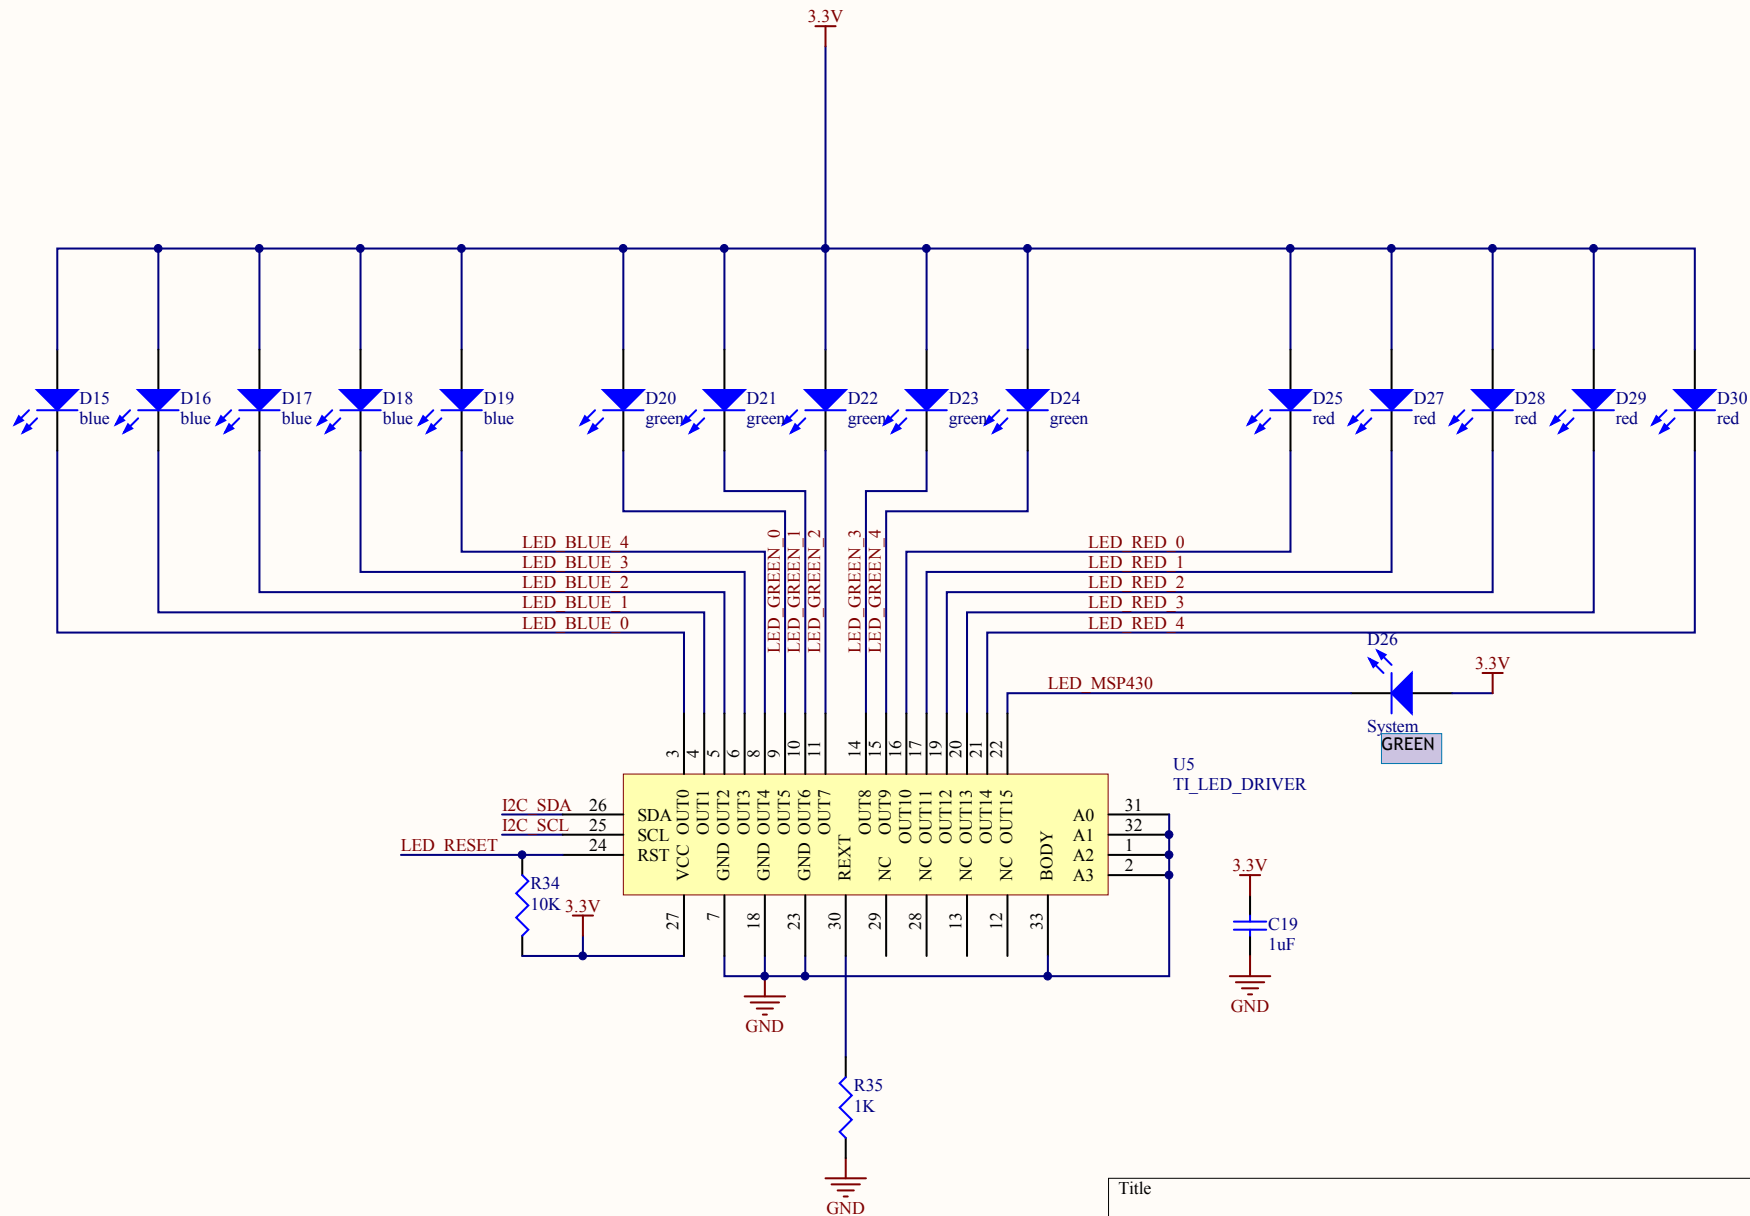 3.3V
D15
blue
D16
blue
D17
blue
D18
blue
D19
blue
D20
green
D21
green
D22
green
D23
green
D24
green
D25
red
D27
red
D28
red
D29
red
D30
red
LED_BLUE_4
LED_BLUE_3
LED_BLUE_2
LED_BLUE_1
LED_BLUE_0
LED_GREEN_0
LED_GREEN_1
LED_GREEN_2
LED_GREEN_3
LED_GREEN_4
LED_RED_0
LED_RED_1
LED_RED_2
LED_RED_3
LED_RED_4
D26
3.3V
LED_MSP430
System
GREEN
3 4 5 6 8 9 10 11 14 15 16 17 19 20 21 22
U5
TI_LED_DRIVER
OUT0 OUT1 OUT2 OUT3 OUT4 OUT5 OUT6 OUT7 OUT8 OUT9 OUT10 OUT11 OUT12 OUT13 OUT14 OUT15
I2C_SDA 26 SDA
I2C_SCL 25 SCL
LED_RESET 24 RST
A0 31
A1 32
A2 1
A3 2
VCC GND GND GND REXT NC NC NC NC BODY
27 7 18 23 30 29 28 13 12 33
R34
10K
3.3V
3.3V
C19
1uF
GND
GND
R35
1K
GND
Title